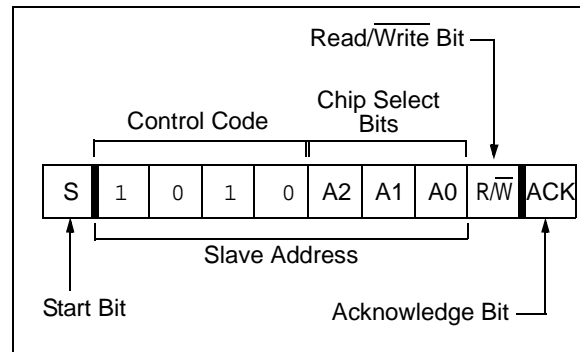 Read/Write Bit
Chip Select
Control Code Bits
S 1 0 1 0 A2 A1 A0 R/W ACK
Slave Address
Start Bit
Acknowledge Bit